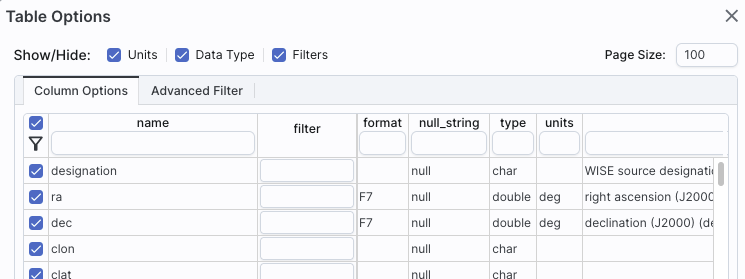 Table Options
Show/Hide: Units Data Type Filters Page Size: 100
Column Options Advanced Filter
name filter format null_string type units
designation null char WISE source designatio
ra F7 null double deg right ascension (J2000
dec F7 null double deg declination (J2000) (de
clon null char
clat null char